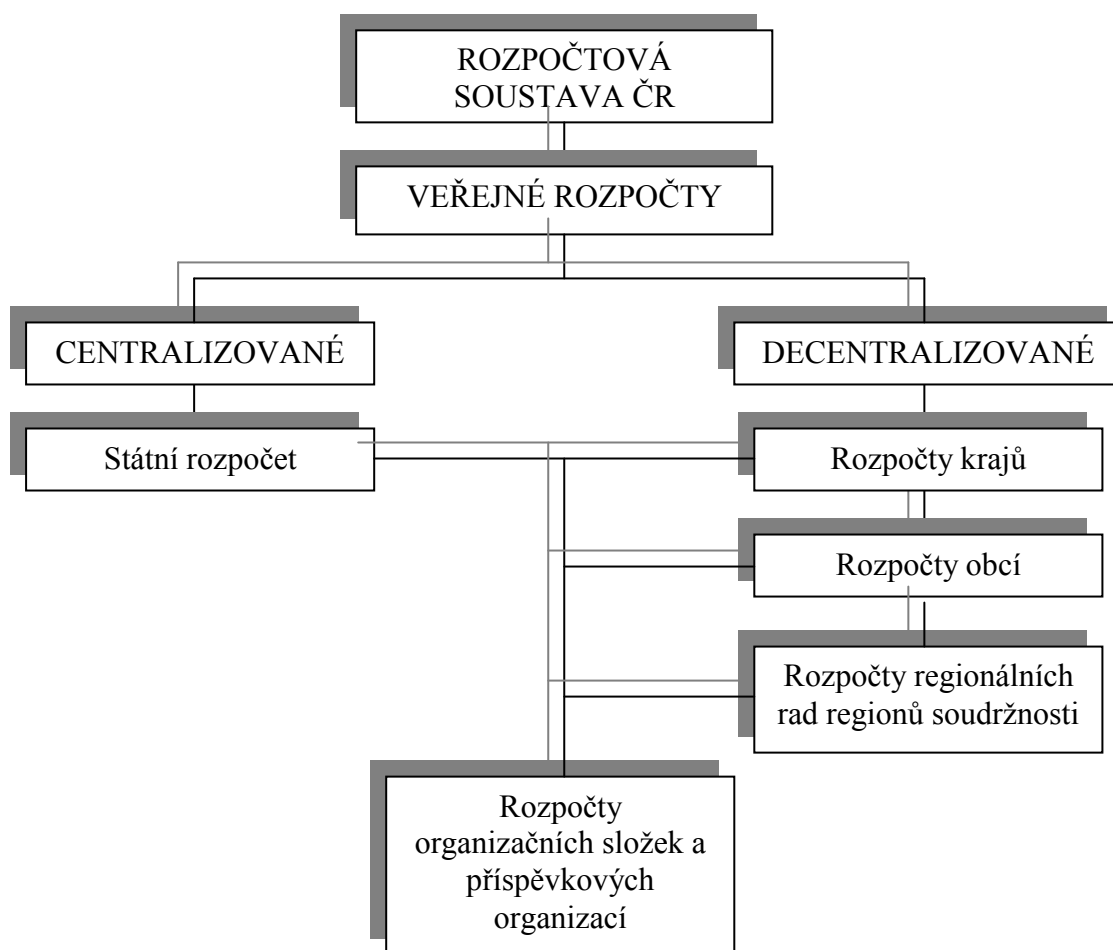 ROZPOČTOVÁ
SOUSTAVA ČR
VEŘEJNÉ ROZPOČTY
CENTRALIZOVANÉ
DECENTRALIZOVANÉ
Státní rozpočet
Rozpočty krajů
Rozpočty obcí
Rozpočty regionálních
rad regionů soudržnosti
Rozpočty
organizačních složek a
příspěvkových
organizací